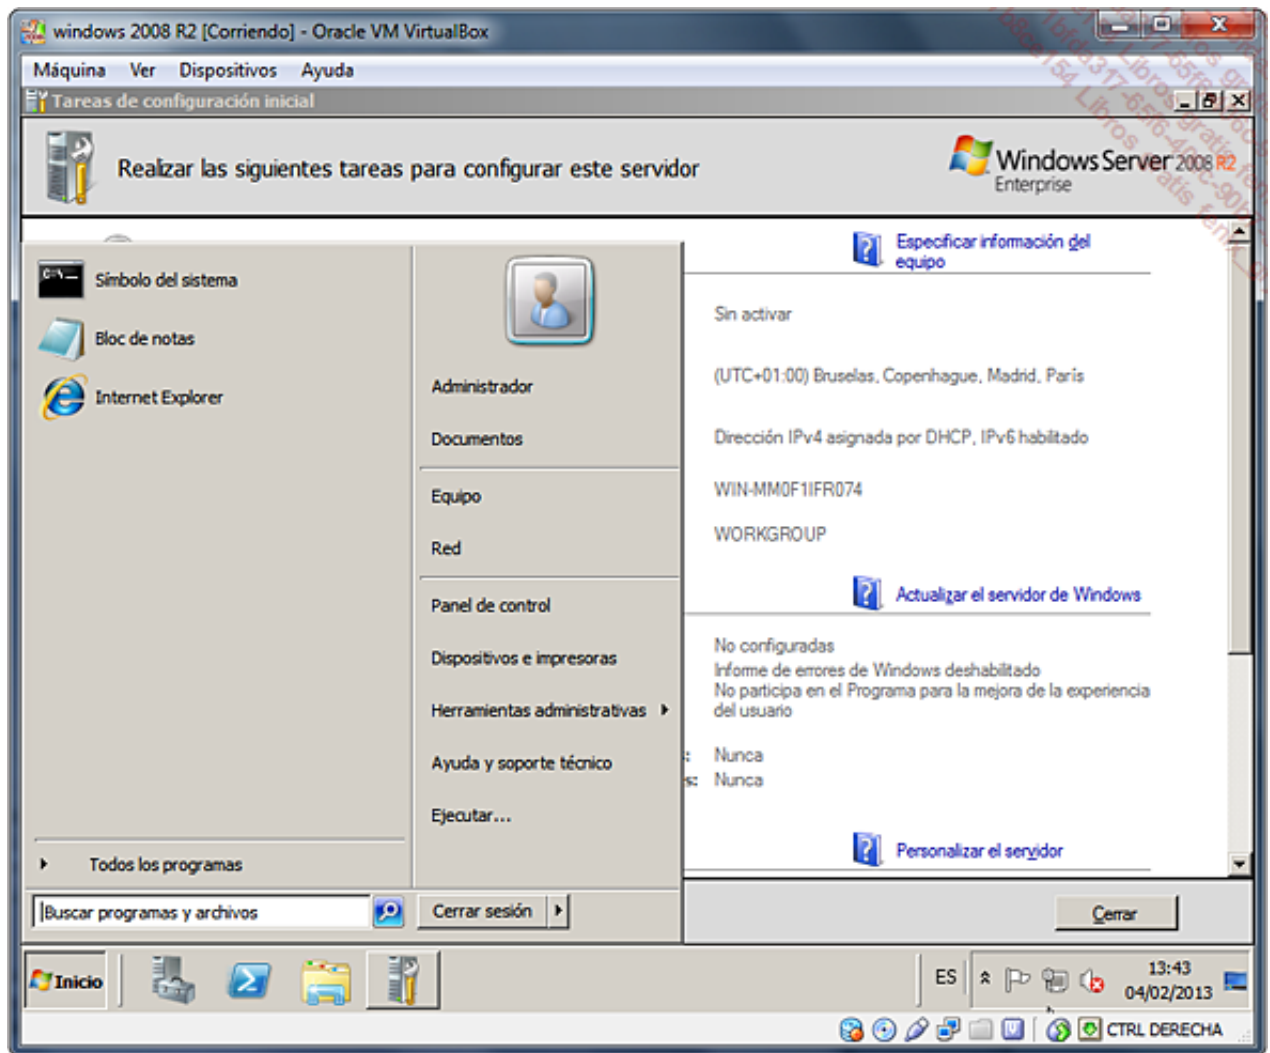 windows 2008 R2 [Corriendo] - Oracle VM VirtualBox
Máquina Ver Dispositivos Ayuda
Tareas de configuración inicial
Realizar las siguientes tareas para configurar este servidor
Windows Server 2008 R2
Enterprise
Símbolo del sistema
Bloc de notas
Internet Explorer
Todos los programas
Buscar programas y archivos
Administrador
Documentos
Equipo
Red
Panel de control
Dispositivos e impresoras
Herramientas administrativas
Ayuda y soporte técnico
Ejecutar...
Cerrar sesión
Especificar información del
equipo
Sin activar
(UTC+01:00) Bruselas, Copenhague, Madrid, París
Dirección IPv4 asignada por DHCP, IPv6 habilitado
WIN-MM0F1IFR074
WORKGROUP
Actualizar el servidor de Windows
No configuradas
Informe de errores de Windows deshabilitado
No participa en el Programa para la mejora de la experiencia
del usuario
Nunca
s: Nunca
Personalizar el servidor
Cerrar
Inicio
ES
13:43
04/02/2013
CTRL DERECHA